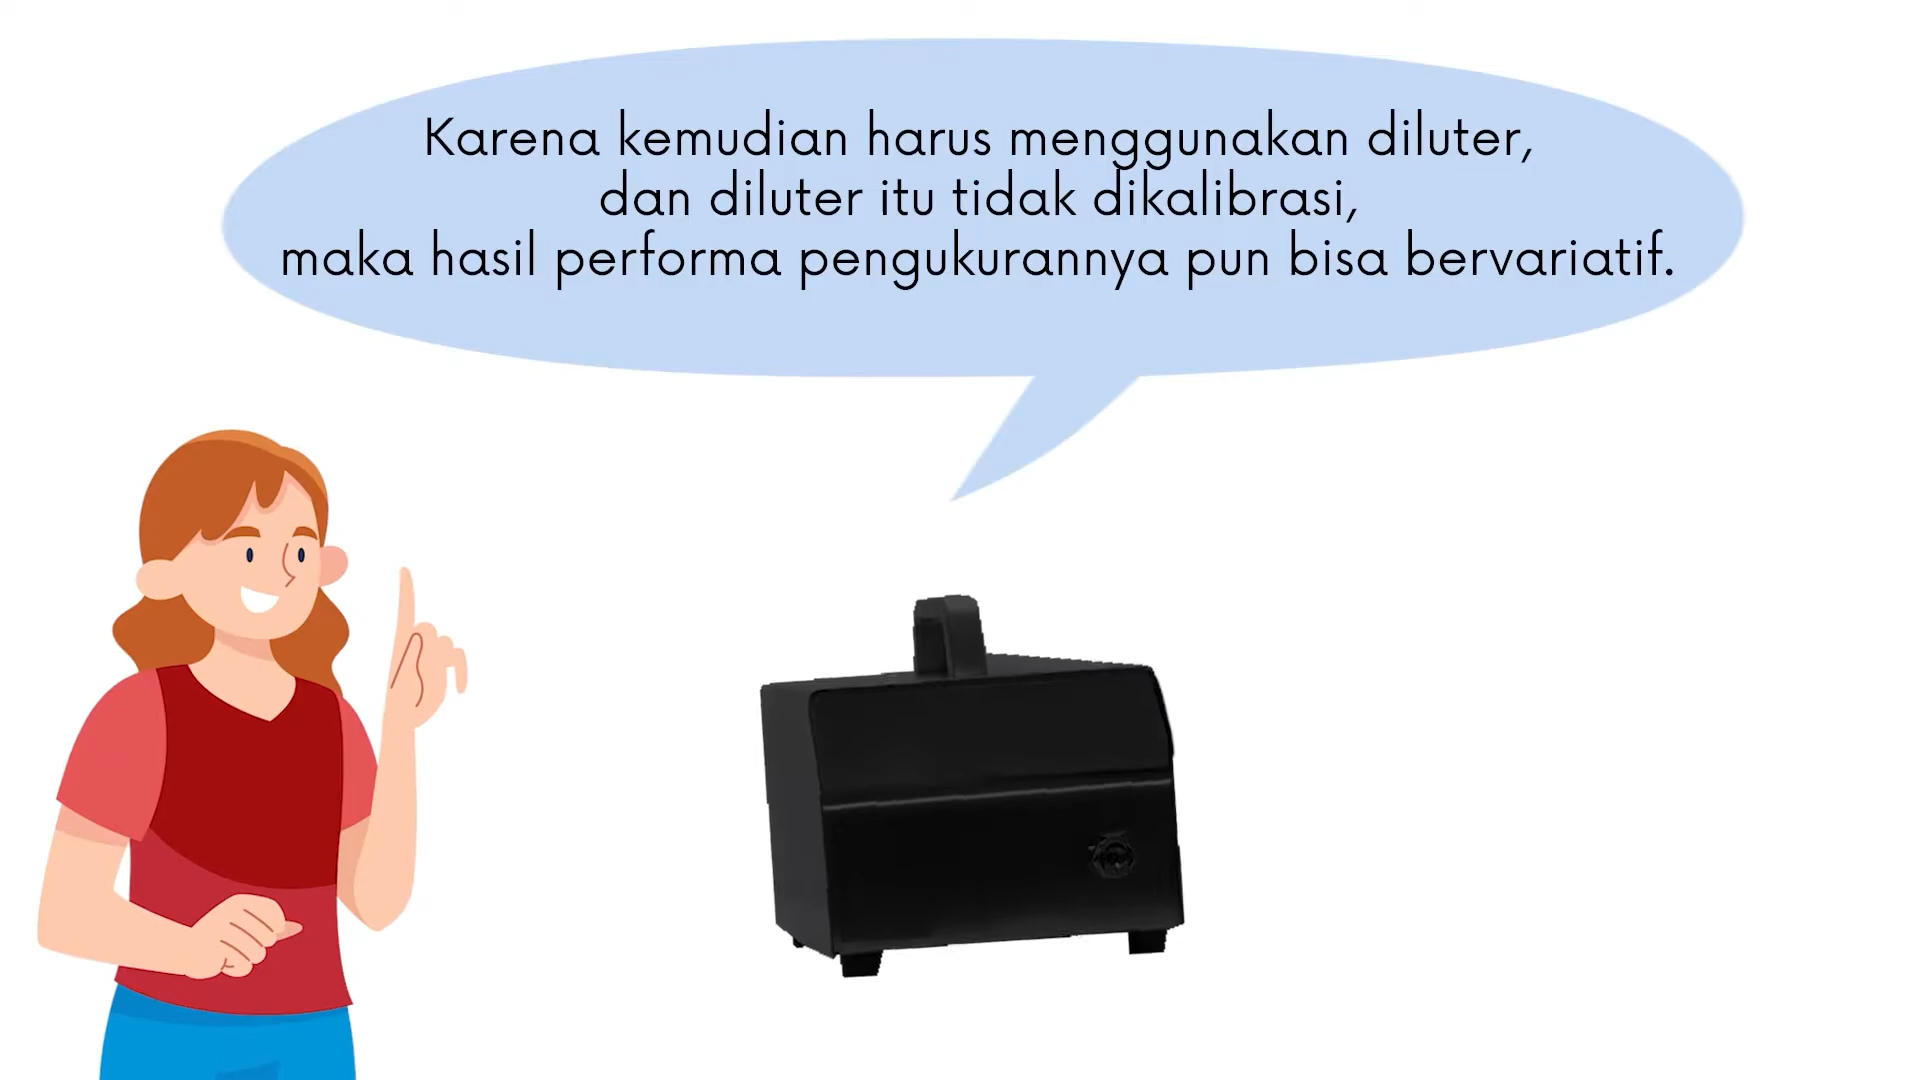 Karena kemudian harus menggunakan diluter,
dan diluter itu tidak dikalibrasi,
maka hasil performa pengukurannya pun bisa bervariatif.